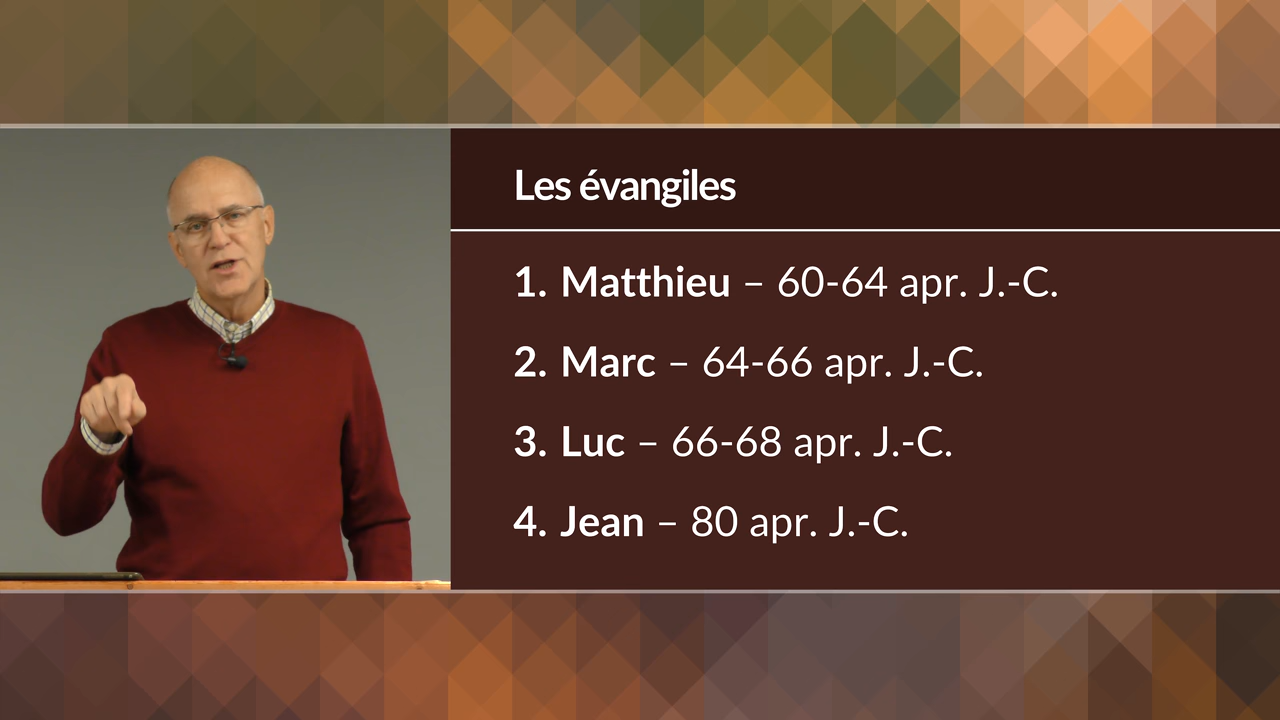 Les évangiles
1. Matthieu – 60-64 apr. J.-C.
2. Marc – 64-66 apr. J.-C.
3. Luc – 66-68 apr. J.-C.
4. Jean – 80 apr. J.-C.